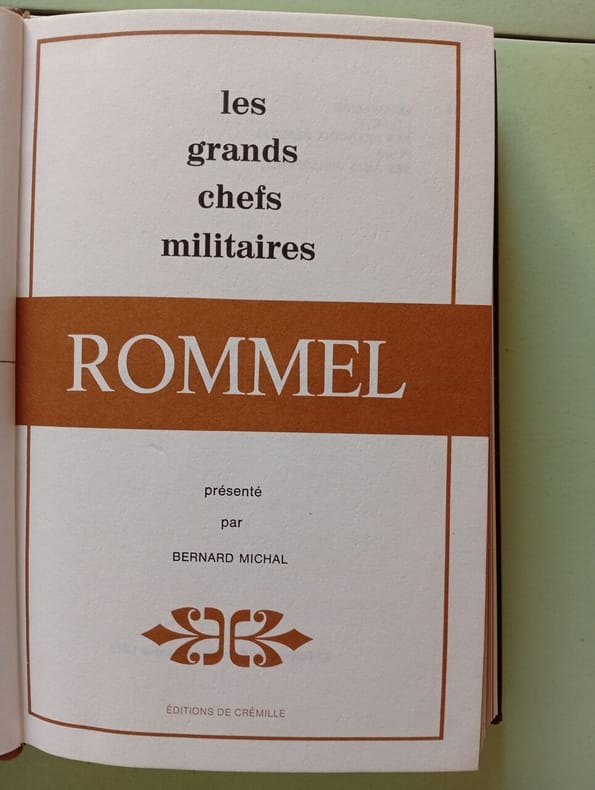 les
grands
chefs
militaires
ROMMEL
présenté
par
BERNARD MICHAL
ÉDITIONS DE CRÉMILLE